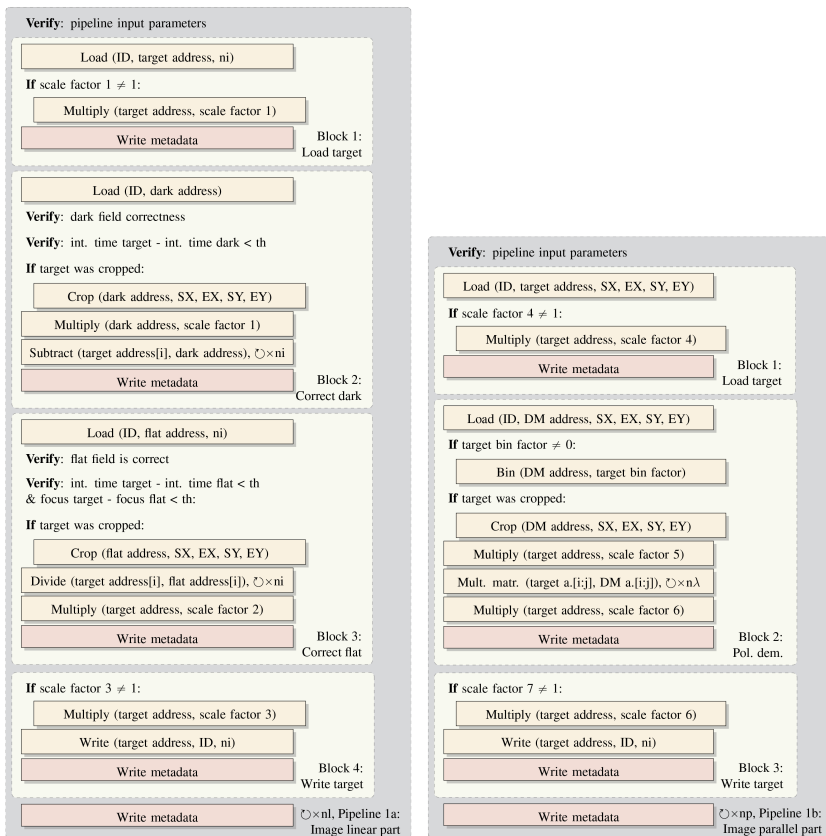 Verify: pipeline input parameters
Load (ID, target address, ni)
If scale factor 1 ≠ 1:
Multiply (target address, scale factor 1)
Write metadata
Block 1:
Load target
Load (ID, dark address)
Verify: dark field correctness
Verify: int. time target - int. time dark < th
If target was cropped:
Crop (dark address, SX, EX, SY, EY)
Multiply (dark address, scale factor 1)
Subtract (target address[i], dark address), ↻×ni
Write metadata
Block 2:
Correct dark
Load (ID, flat address, ni)
Verify: flat field is correct
Verify: int. time target - int. time flat < th
& focus target - focus flat < th:
If target was cropped:
Crop (flat address, SX, EX, SY, EY)
Divide (target address[i], flat address[i]), ↻×ni
Multiply (target address, scale factor 2)
Write metadata
Block 3:
Correct flat
If scale factor 3 ≠ 1:
Multiply (target address, scale factor 3)
Write (target address, ID, ni)
Write metadata
Block 4:
Write target
Write metadata
↻×nl, Pipeline 1a:
Image linear part
Verify: pipeline input parameters
Load (ID, target address, SX, EX, SY, EY)
If scale factor 4 ≠ 1:
Multiply (target address, scale factor 4)
Write metadata
Block 1:
Load target
Load (ID, DM address, SX, EX, SY, EY)
If target bin factor ≠ 0:
Bin (DM address, target bin factor)
If target was cropped:
Crop (DM address, SX, EX, SY, EY)
Multiply (target address, scale factor 5)
Mult. matr. (target a.[i:j], DM a.[i:j]), ↻×nλ
Multiply (target address, scale factor 6)
Write metadata
Block 2:
Pol. dem.
If scale factor 7 ≠ 1:
Multiply (target address, scale factor 6)
Write (target address, ID, ni)
Write metadata
Block 3:
Write target
Write metadata
↻×np, Pipeline 1b:
Image parallel part